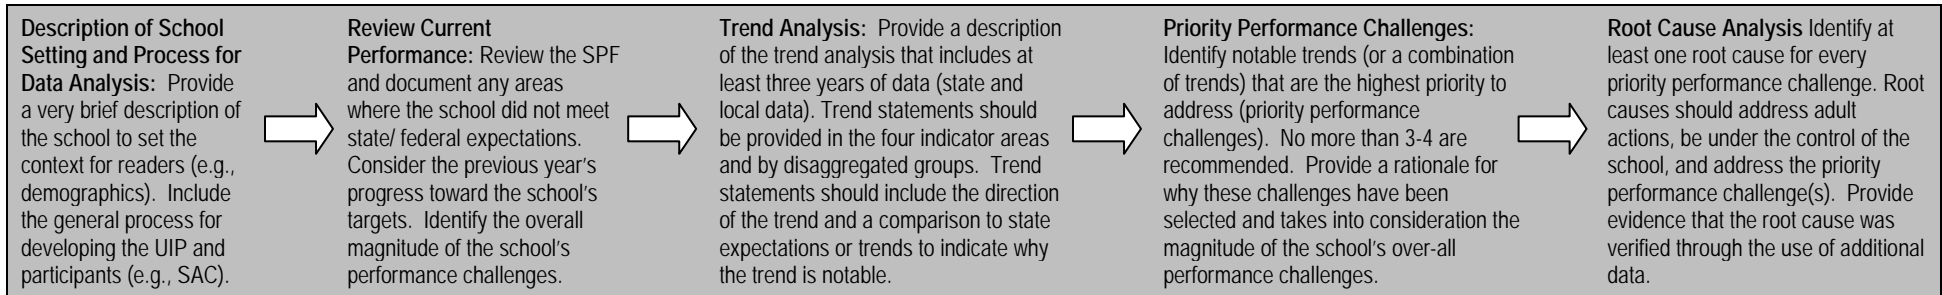 Description of School
Setting and Process for
Data Analysis: Provide
a very brief description of
the school to set the
context for readers (e.g.,
demographics). Include
the general process for
developing the UIP and
participants (e.g., SAC).
Review Current
Performance: Review the SPF
and document any areas
where the school did not meet
state/ federal expectations.
Consider the previous year's
progress toward the school's
targets. Identify the overall
magnitude of the school's
performance challenges.
Trend Analysis: Provide a description
of the trend analysis that includes at
least three years of data (state and
local data). Trend statements should
be provided in the four indicator areas
and by disaggregated groups. Trend
statements should include the direction
of the trend and a comparison to state
expectations or trends to indicate why
the trend is notable.
Priority Performance Challenges:
Identify notable trends (or a combination
of trends) that are the highest priority to
address (priority performance
challenges). No more than 3-4 are
recommended. Provide a rationale for
why these challenges have been
selected and takes into consideration the
magnitude of the school's over-all
performance challenges.
Root Cause Analysis Identify at
least one root cause for every
priority performance challenge. Root
causes should address adult
actions, be under the control of the
school, and address the priority
performance challenge(s). Provide
evidence that the root cause was
verified through the use of additional
data.